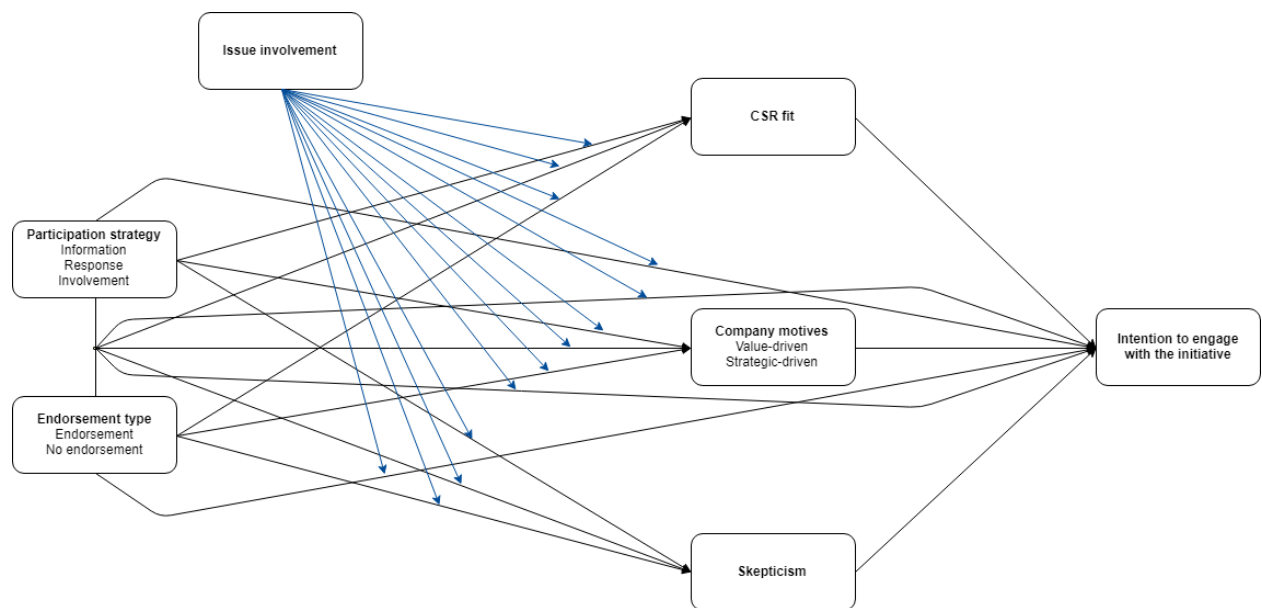 Issue involvement
CSR fit
Participation strategy
Information
Response
Involvement
Company motives
Value-driven
Strategic-driven
Intention to engage
with the initiative
Endorsement type
Endorsement
No endorsement
Skepticism